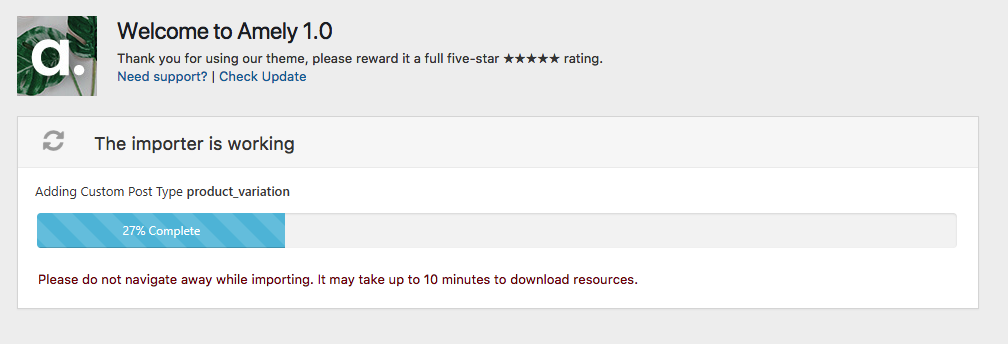 a.
Welcome to Amely 1.0
Thank you for using our theme, please reward it a full five-star ★★★★★ rating.
Need support? | Check Update
The importer is working
Adding Custom Post Type product_variation
27% Complete
Please do not navigate away while importing. It may take up to 10 minutes to download resources.